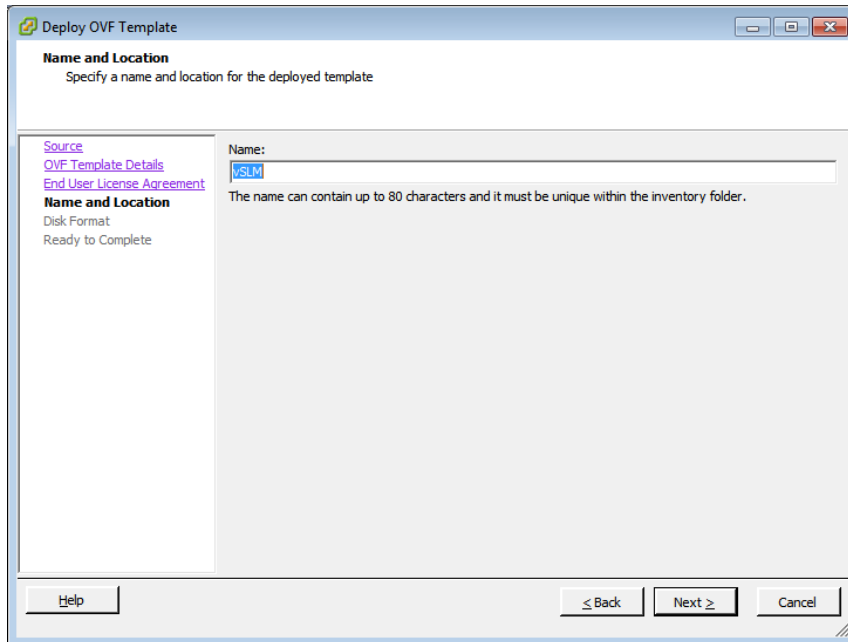 Deploy OVF Template
Name and Location
Specify a name and location for the deployed template
Source
OVF Template Details
End User License Agreement
Name and Location
Disk Format
Ready to Complete
Name:
vSLM
The name can contain up to 80 characters and it must be unique within the inventory folder.
Help
< Back
Next >
Cancel